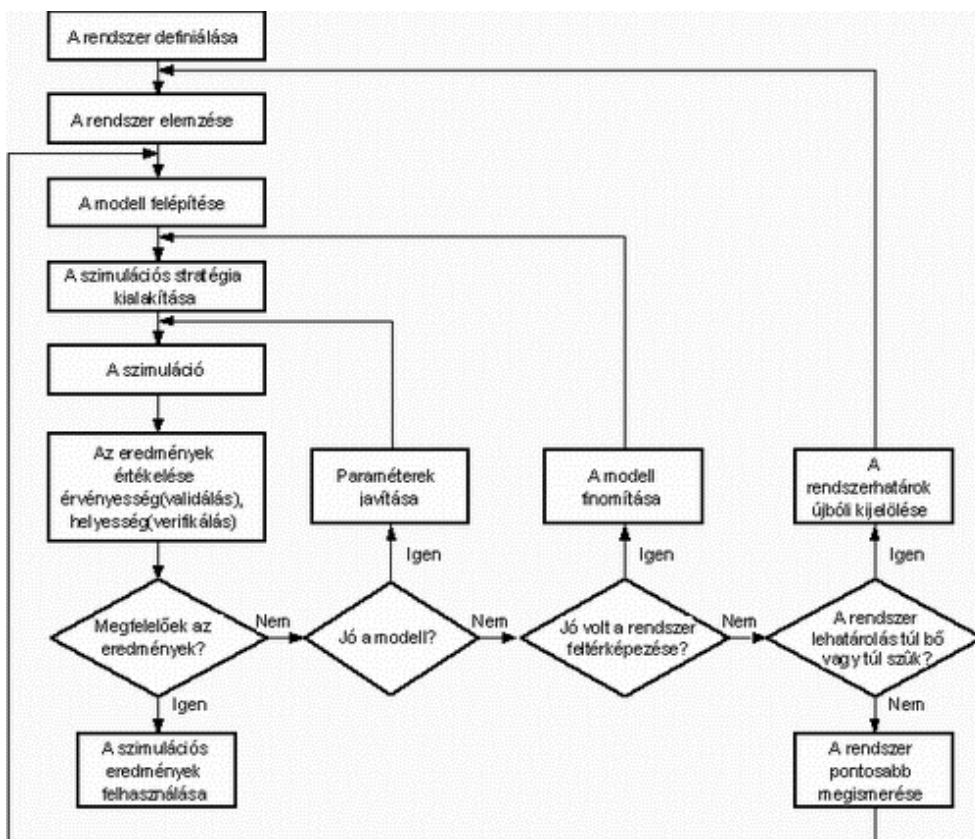 A rendszer definiálása
A rendszer elemzése
A modell felépítése
A szimulációs stratégia
kialakítása
A szimuláció
Az eredmények
értékelése
érvényesség(validálás),
helyesség(verifikálás)
Paraméterek
javítása
A modell
finomítása
A
rendszerhatárok
újbóli kijelölése
Igen
Igen
Igen
Megfelelőek az
eredmények?
Nem
Jó a modell?
Nem
Jó volt a rendszer
feltérképezése?
Nem
A rendszer
lehatárolás túl bő
vagy túl szűk?
Igen
Nem
A szimulációs
eredmények
felhasználása
A rendszer
pontosabb
megismerése